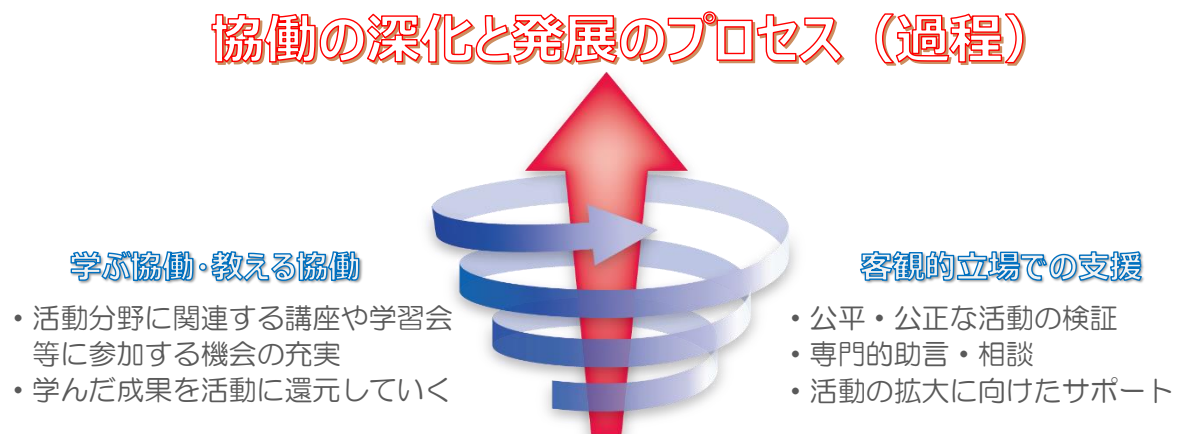 協働の深化と発展のプロセス（過程）
学ぶ協働・教える協働
・活動分野に関連する講座や学習会
等に参加する機会の充実
・学んだ成果を活動に還元していく
客観的立場での支援
・公平・公正な活動の検証
・専門的助言・相談
・活動の拡大に向けたサポート